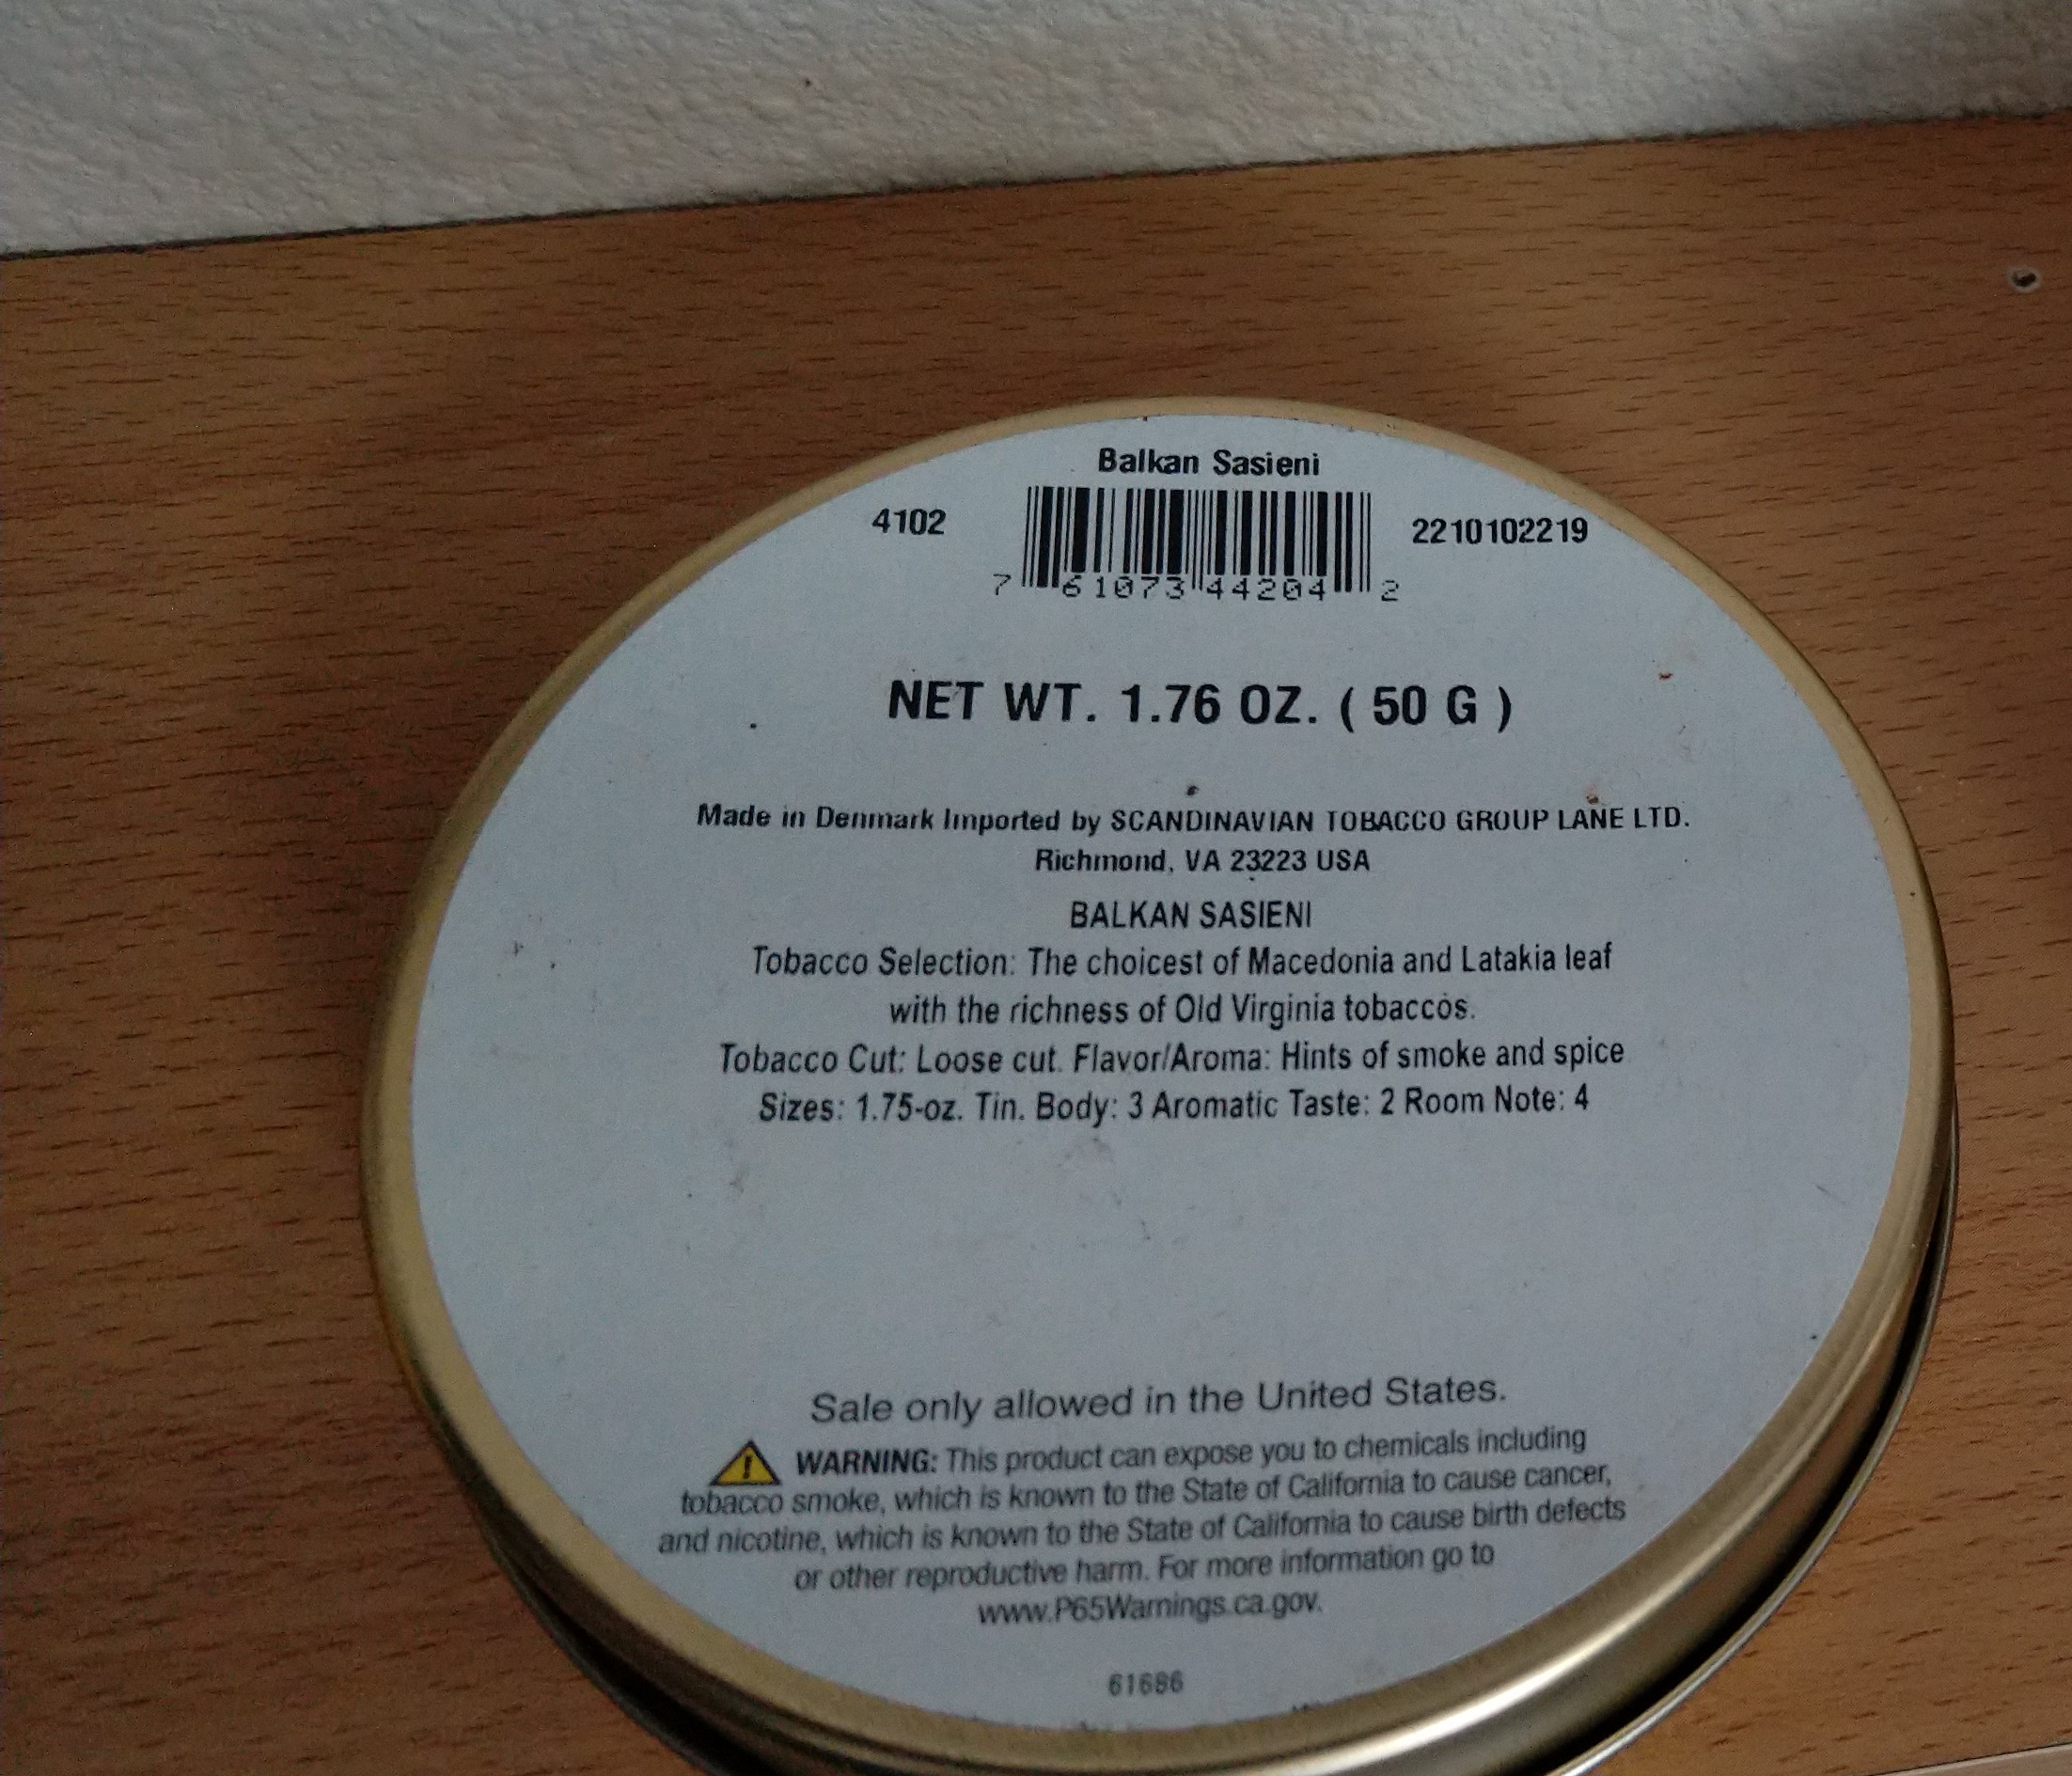 Balkan Sasieni
4102
2210102219
7 61073 44204 2
NET WT. 1.76 OZ. ( 50 G )
Made in Denmark Imported by SCANDINAVIAN TOBACCO GROUP LANE LTD.
Richmond, VA 23223 USA
BALKAN SASIENI
Tobacco Selection: The choicest of Macedonia and Latakia leaf
with the richness of Old Virginia tobaccos.
Tobacco Cut: Loose cut. Flavor/Aroma: Hints of smoke and spice
Sizes: 1.75-oz. Tin. Body: 3 Aromatic Taste: 2 Room Note: 4
Sale only allowed in the United States.
WARNING: This product can expose you to chemicals including
tobacco smoke, which is known to the State of California to cause cancer,
and nicotine, which is known to the State of California to cause birth defects
or other reproductive harm. For more information go to
www.P65Warnings.ca.gov.
61686